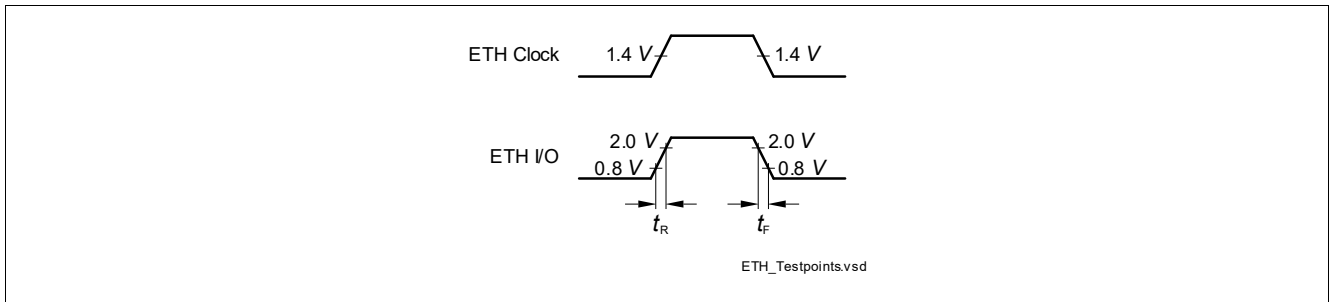 ETH Clock 1.4 V 1.4 V
2.0 V 2.0 V
ETH I/O
0.8 V 0.8 V
tR tF
ETH_Testpoints.vsd